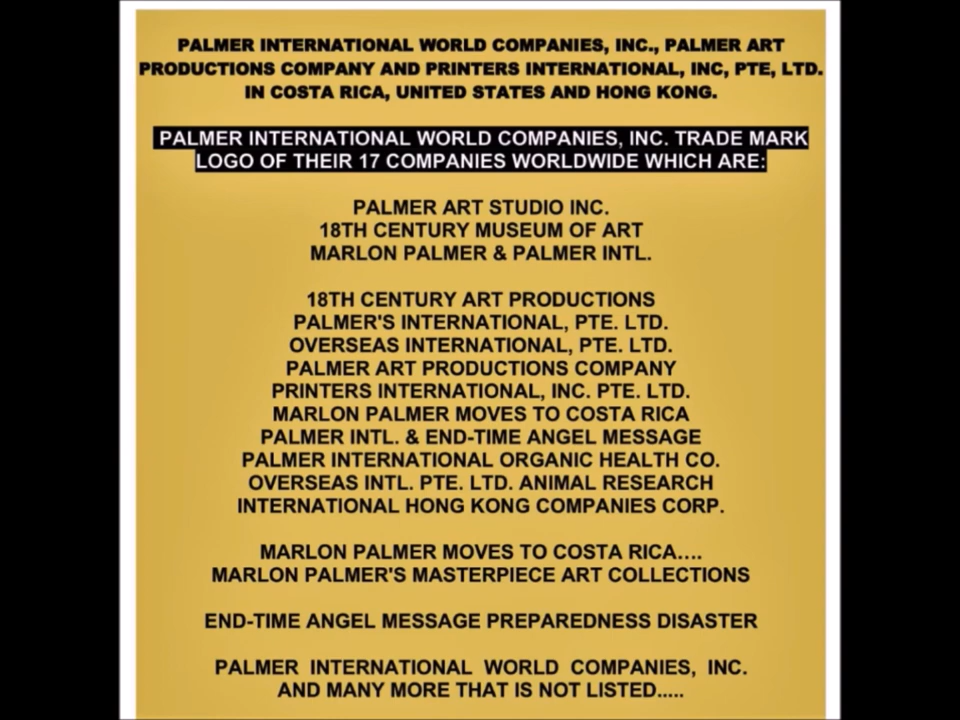 PALMER INTERNATIONAL WORLD COMPANIES, INC., PALMER ART
PRODUCTIONS COMPANY AND PRINTERS INTERNATIONAL, INC, PTE, LTD.
IN COSTA RICA, UNITED STATES AND HONG KONG.
PALMER INTERNATIONAL WORLD COMPANIES, INC. TRADE MARK
LOGO OF THEIR 17 COMPANIES WORLDWIDE WHICH ARE:
PALMER ART STUDIO INC.
18TH CENTURY MUSEUM OF ART
MARLON PALMER & PALMER INTL.
18TH CENTURY ART PRODUCTIONS
PALMER'S INTERNATIONAL, PTE. LTD.
OVERSEAS INTERNATIONAL, PTE. LTD.
PALMER ART PRODUCTIONS COMPANY
PRINTERS INTERNATIONAL, INC. PTE. LTD.
MARLON PALMER MOVES TO COSTA RICA
PALMER INTL. & END-TIME ANGEL MESSAGE
PALMER INTERNATIONAL ORGANIC HEALTH CO.
OVERSEAS INTL. PTE. LTD. ANIMAL RESEARCH
INTERNATIONAL HONG KONG COMPANIES CORP.
MARLON PALMER MOVES TO COSTA RICA....
MARLON PALMER'S MASTERPIECE ART COLLECTIONS
END-TIME ANGEL MESSAGE PREPAREDNESS DISASTER
PALMER INTERNATIONAL WORLD COMPANIES, INC.
AND MANY MORE THAT IS NOT LISTED.....